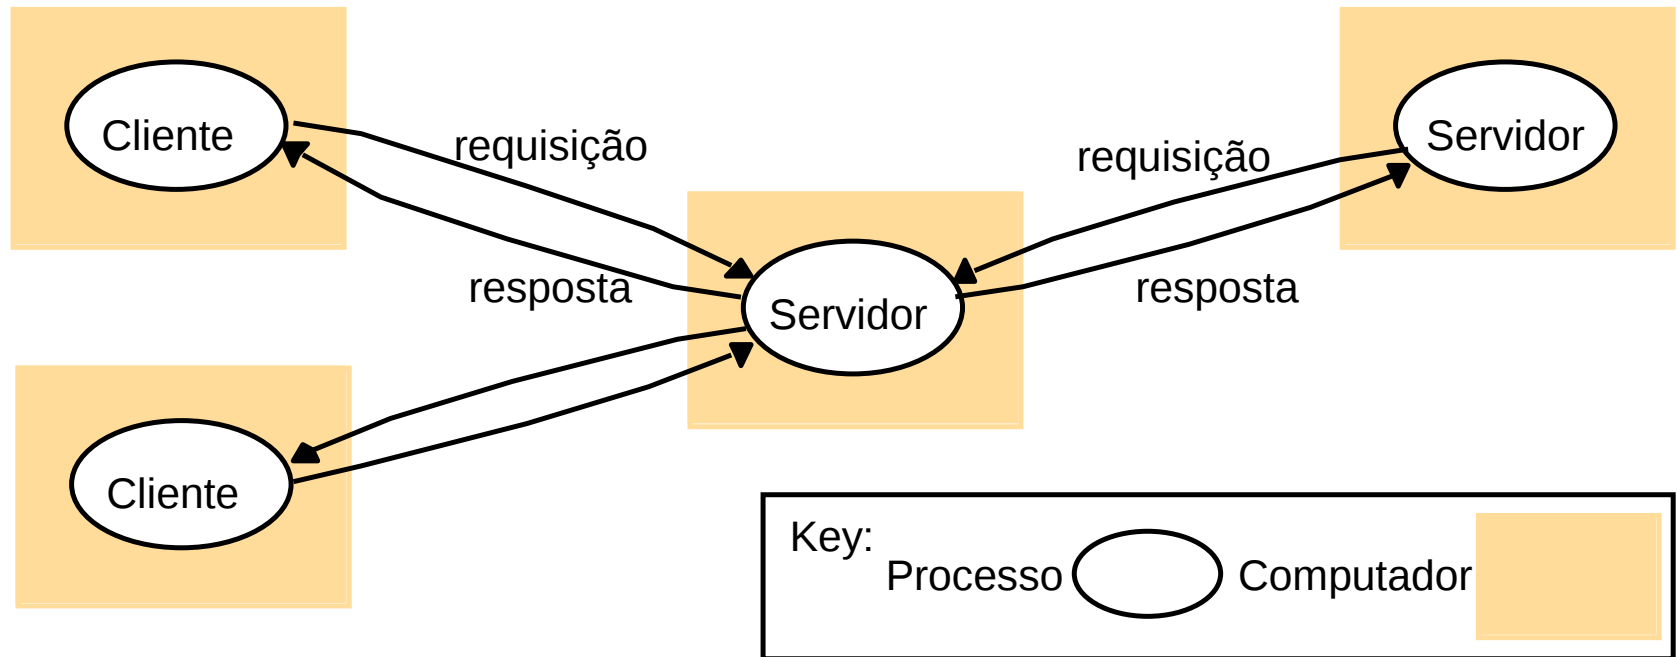 Cliente
requisição
resposta
Servidor
requisição
resposta
Servidor
Cliente
Key:
Processo
Computador